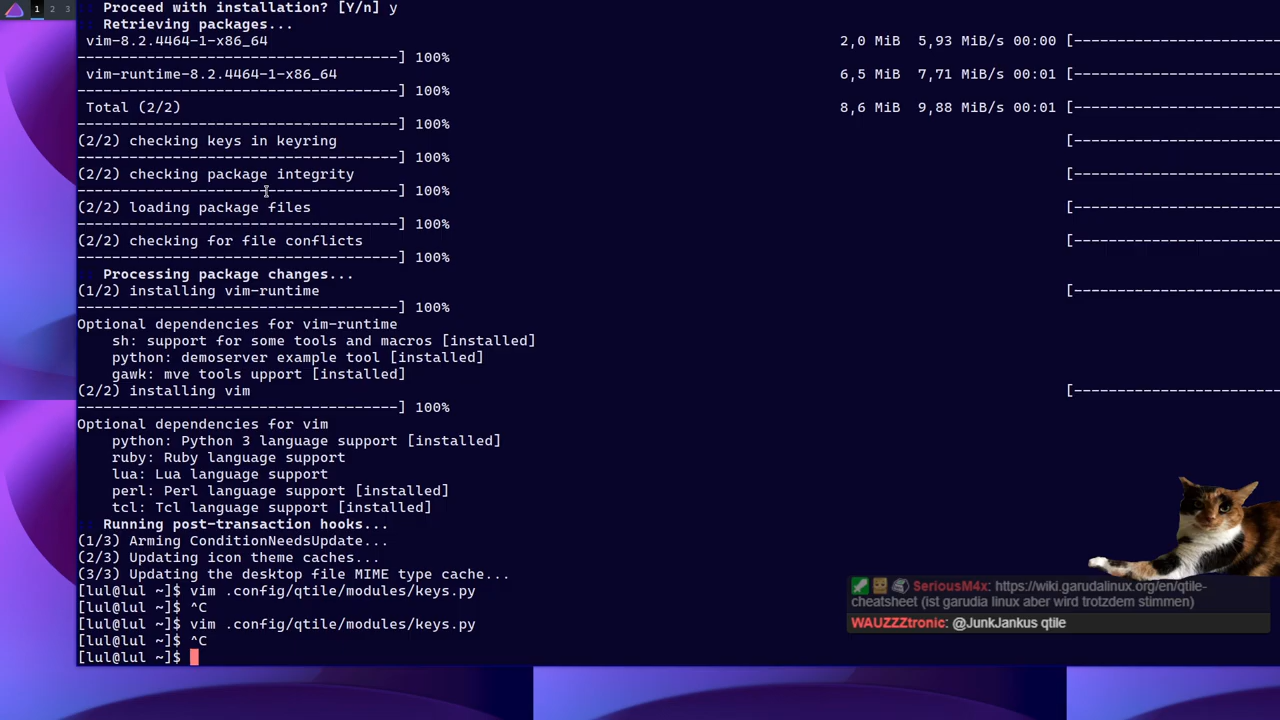 1 2 3
:: Proceed with installation? [Y/n] y
:: Retrieving packages...
vim-8.2.4464-1-x86_64 2,0 MiB 5,93 MiB/s 00:00 [------------------
-------------------------------------] 100%
vim-runtime-8.2.4464-1-x86_64 6,5 MiB 7,71 MiB/s 00:01 [------------------
-------------------------------------] 100%
Total (2/2) 8,6 MiB 9,88 MiB/s 00:01 [------------------
-------------------------------------] 100%
(2/2) checking keys in keyring [------------------
-------------------------------------] 100%
(2/2) checking package integrity [------------------
-------------------------------------] 100%
(2/2) loading package files [------------------
-------------------------------------] 100%
(2/2) checking for file conflicts [------------------
-------------------------------------] 100%
:: Processing package changes...
(1/2) installing vim-runtime [------------------
-------------------------------------] 100%
Optional dependencies for vim-runtime
sh: support for some tools and macros [installed]
python: demoserver example tool [installed]
gawk: mve tools upport [installed]
(2/2) installing vim [------------------
-------------------------------------] 100%
Optional dependencies for vim
python: Python 3 language support [installed]
ruby: Ruby language support
lua: Lua language support
perl: Perl language support [installed]
tcl: Tcl language support [installed]
:: Running post-transaction hooks...
(1/3) Arming ConditionNeedsUpdate...
(2/3) Updating icon theme caches...
(3/3) Updating the desktop file MIME type cache...
[lul@lul ~]$ vim .config/qtile/modules/keys.py
[lul@lul ~]$ ^C
[lul@lul ~]$ vim .config/qtile/modules/keys.py
[lul@lul ~]$ ^C
[lul@lul ~]$
SeriousM4x: https://wiki.garudalinux.org/en/qtile-
cheatsheet (ist garudia linux aber wird trotzdem stimmen)
WAUZZZtronic: @JunkJankus qtile